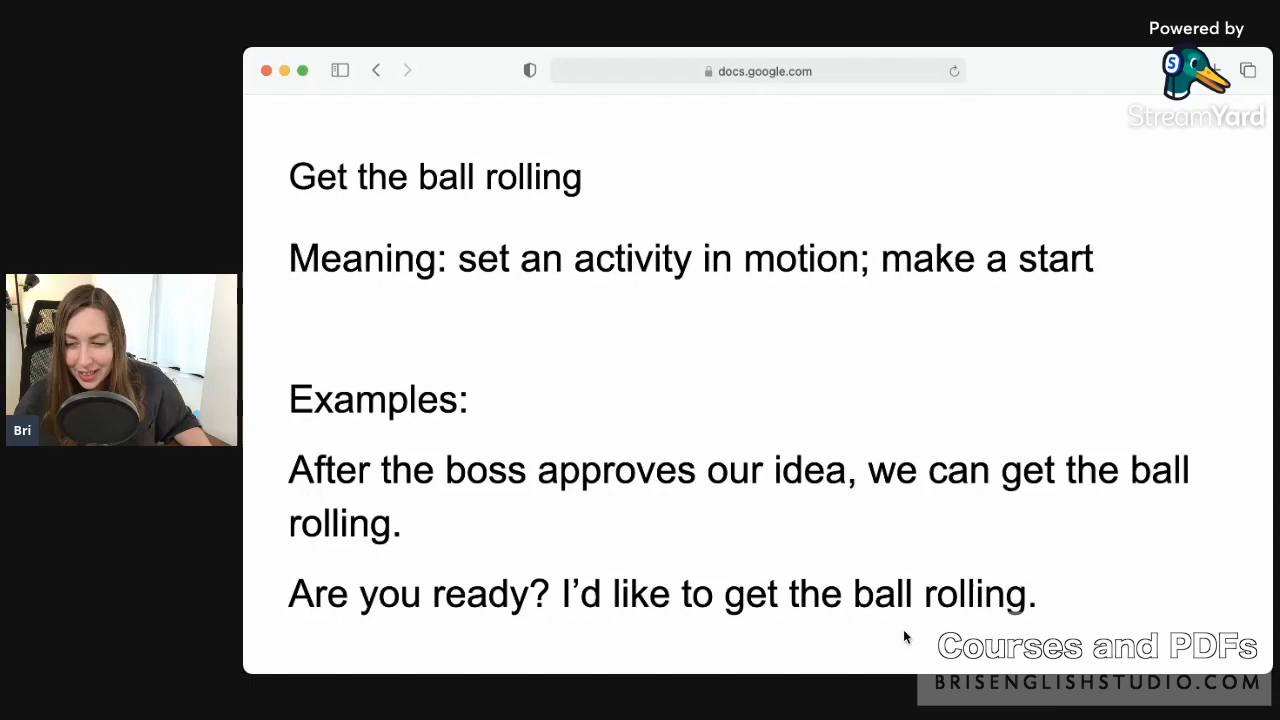 Powered by
docs.google.com
S
StreamYard
Get the ball rolling
Meaning: set an activity in motion; make a start
Examples:
After the boss approves our idea, we can get the ball
rolling.
Are you ready? I’d like to get the ball rolling.
Bri
Courses and PDFs
BRISENGLISHSTUDIO.COM